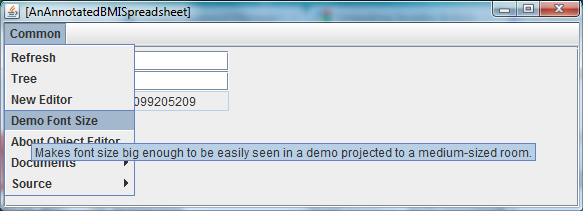 [AnAnnotatedBMISpreadsheet]
Common
Refresh
Tree
New Editor
099205209
Demo Font Size
About Object Editor
Makes font size big enough to be easily seen in a demo projected to a medium-sized room.
Documents
Source